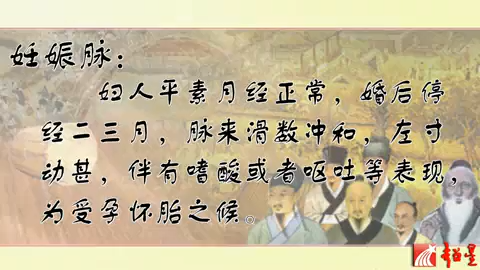 妊娠脉：
妇人平素月经正常，婚后停
经二三月，脉来滑数冲和，左寸
动甚，伴有嗜酸或者呕吐等表现，
为受孕怀胎之候。